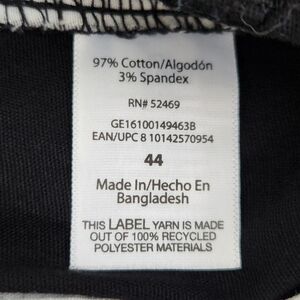 97% Cotton/Algodón
3% Spandex
RN# 52469
GE16100149463B
EAN/UPC 8 10142570954
44
Made In/Hecho En
Bangladesh
THIS LABEL YARN IS MADE
OUT OF 100% RECYCLED
POLYESTER MATERIALS